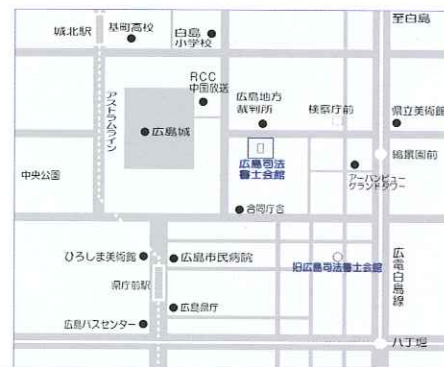 城北駅
基町高校
白島
小学校
至白島
RCC
中国放送
アストラムライン
広島地方
裁判所
検察庁前
県立美術館
広島城
縮景園前
広島司法
書士会館
アーバンビュー
グランドタワー
中央公園
合同庁舎
ひろしま美術館
広島市民病院
旧広島司法書士会館
広電白島線
県庁前駅
広島県庁
広島バスセンター
八丁堀